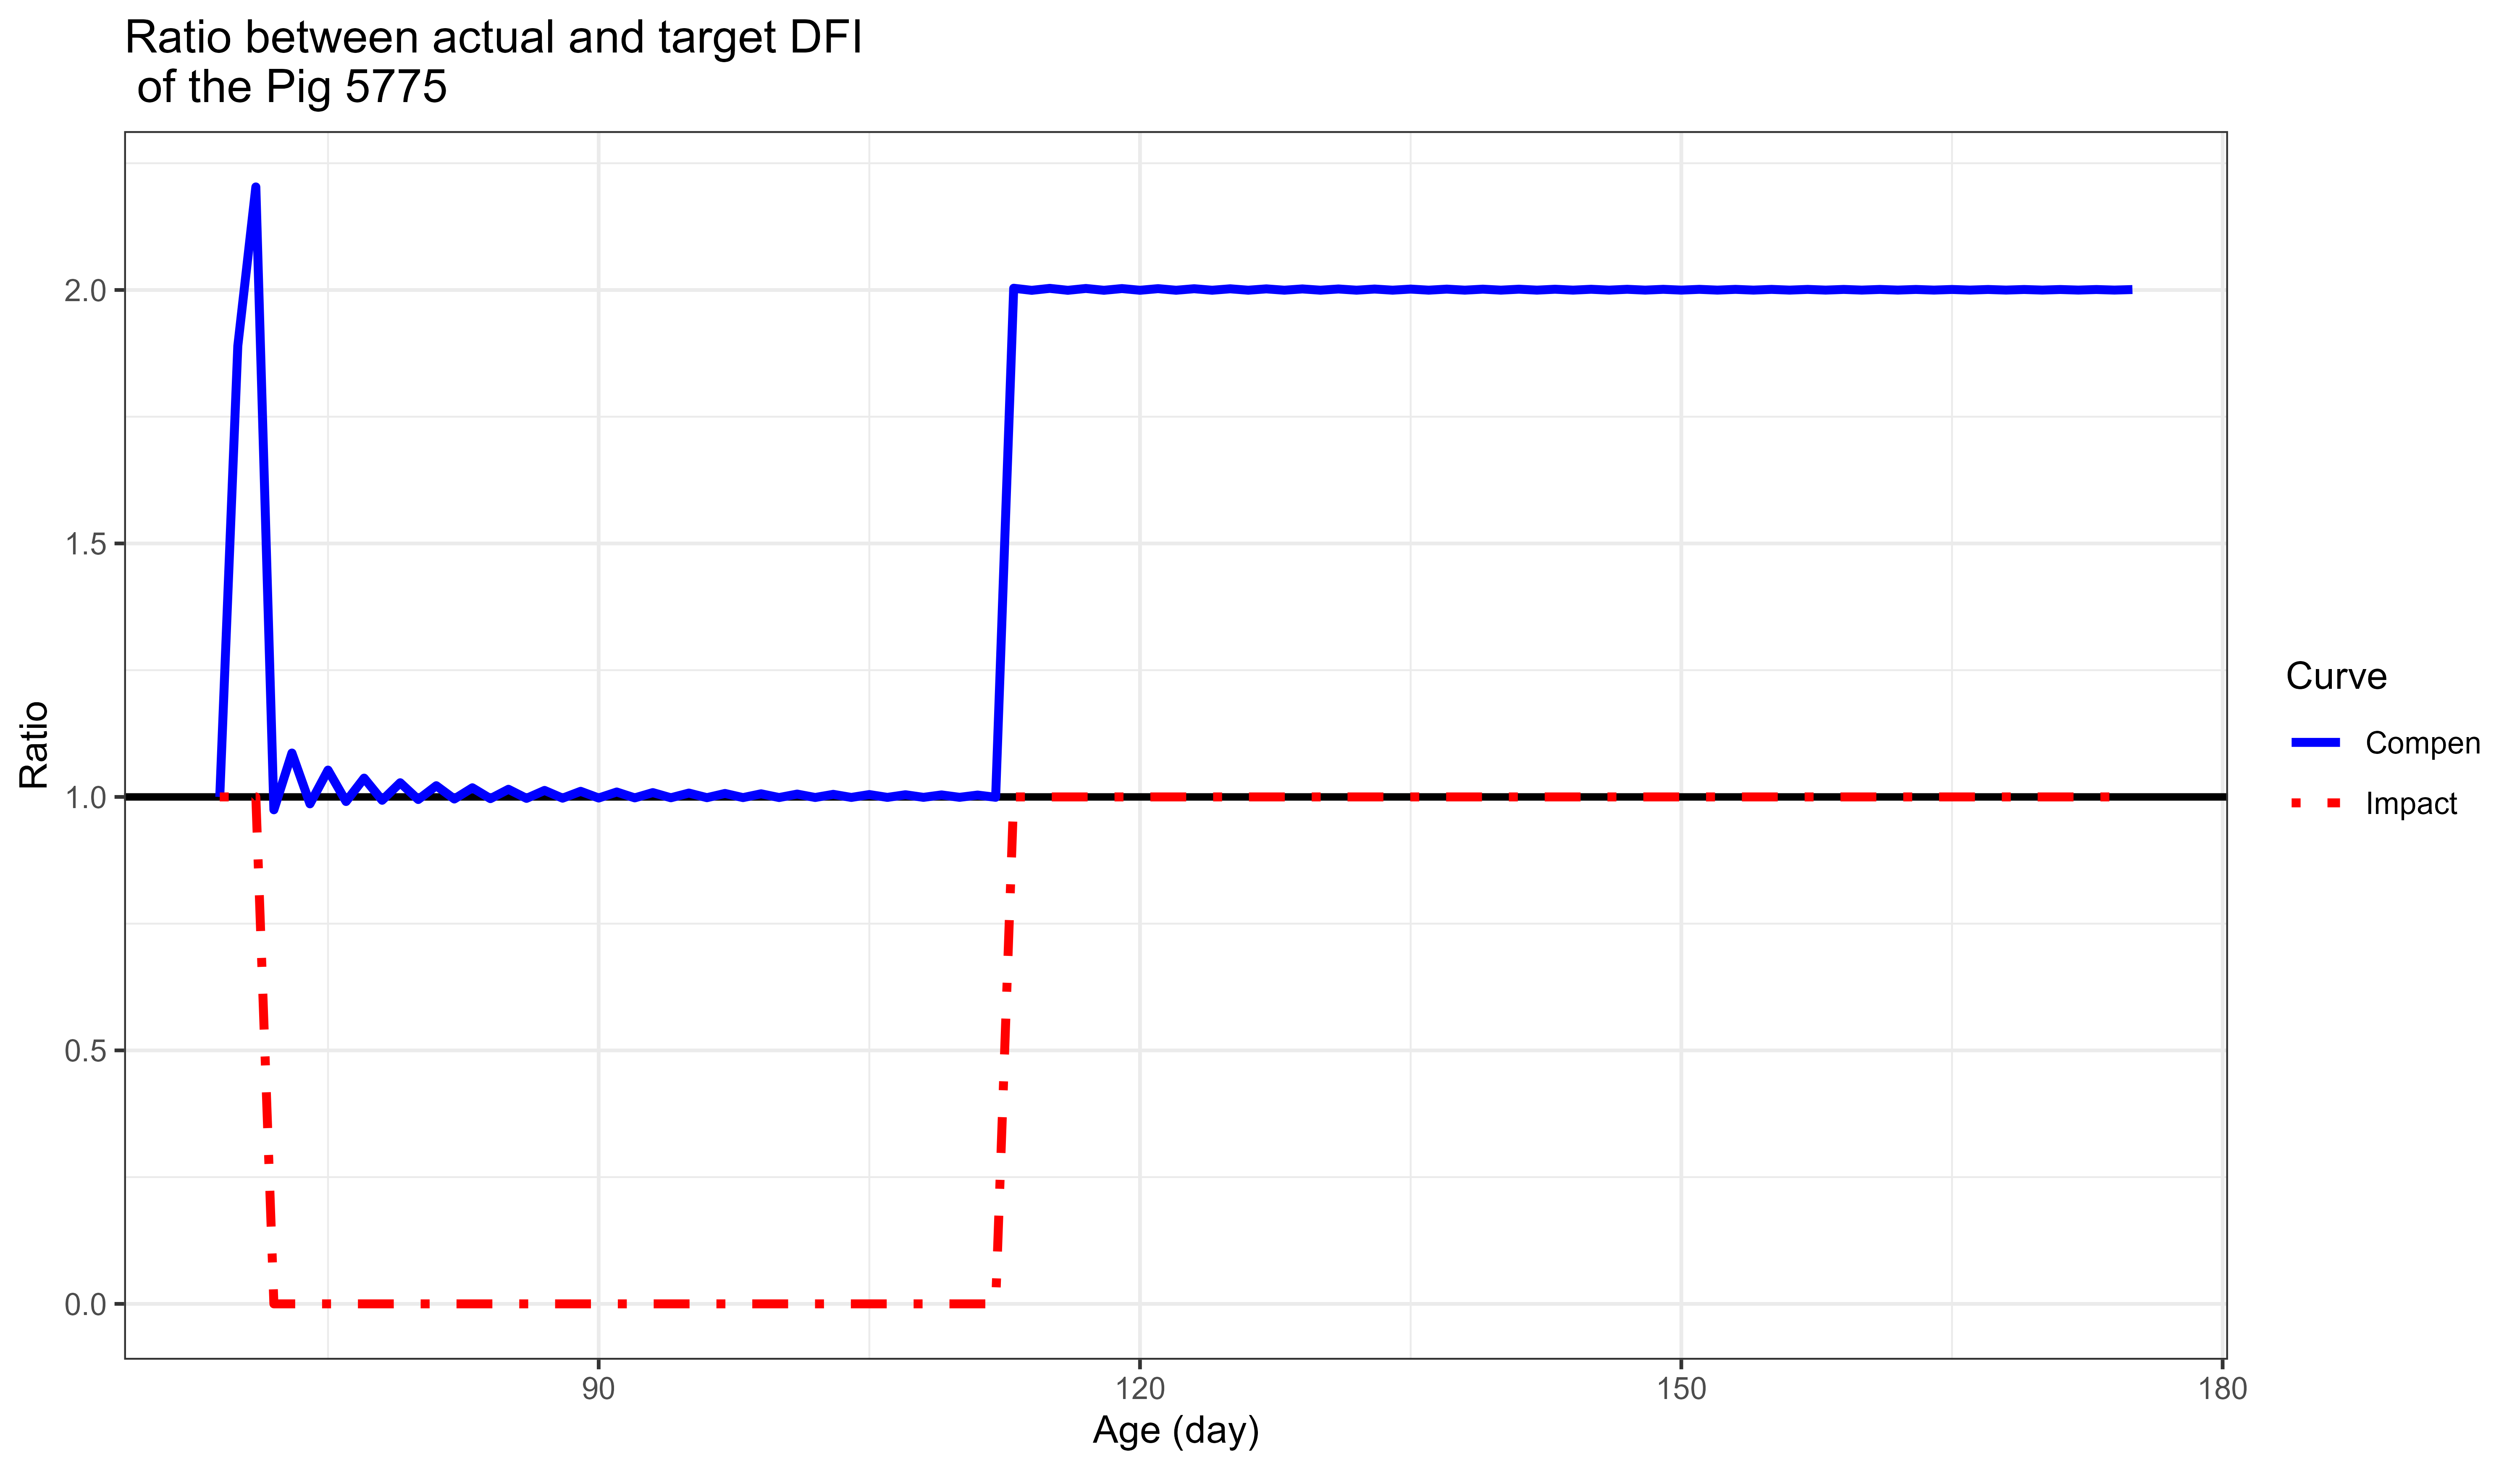 Ratio between actual and target DFI
of the Pig 5775
Ratio
2.0
1.5
1.0
0.5
0.0
90
120
150
180
Age (day)
Curve
Compen
Impact